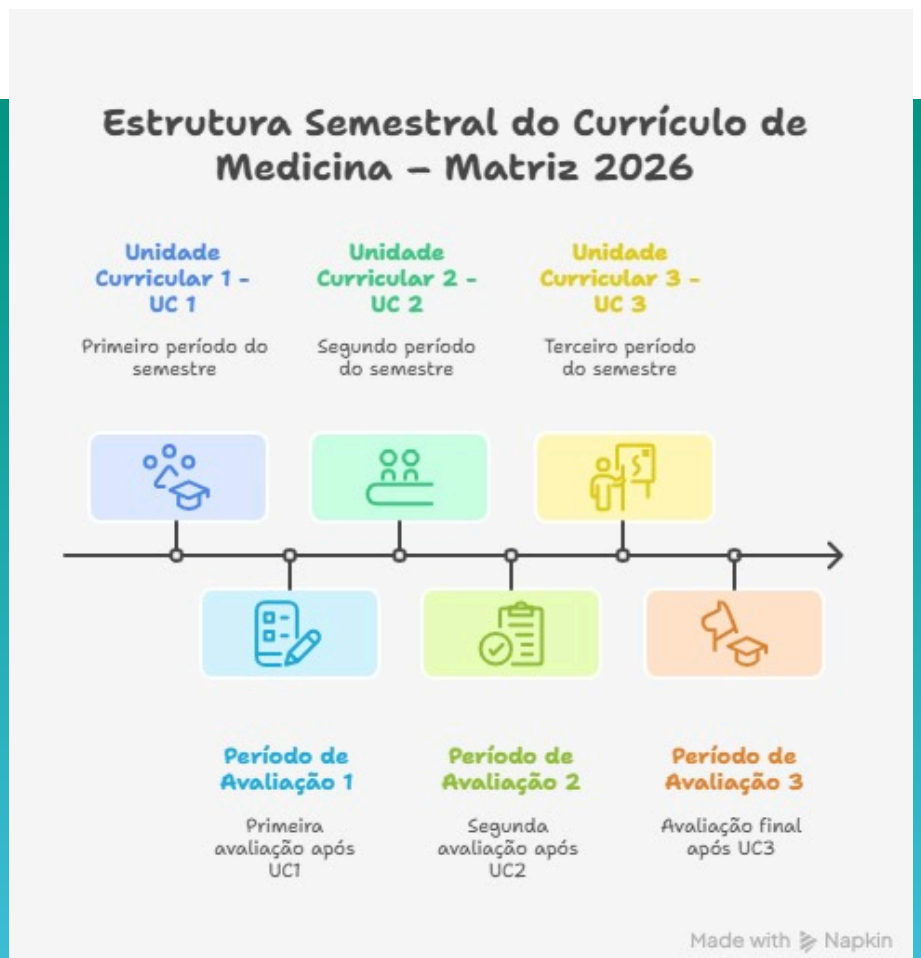 Estrutura Semestral do Currículo de
Medicina – Matriz 2026
Unidade
Curricular 1 -
UC 1
Primeiro período do
semestre
Unidade
Curricular 2 -
UC 2
Segundo período
do semestre
Unidade
Curricular 3 -
UC 3
Terceiro período
do semestre
Período de
Avaliação 1
Primeira
avaliação após
UC1
Período de
Avaliação 2
Segunda
avaliação após
UC2
Período de
Avaliação 3
Avaliação final
após UC3
Made with Napkin